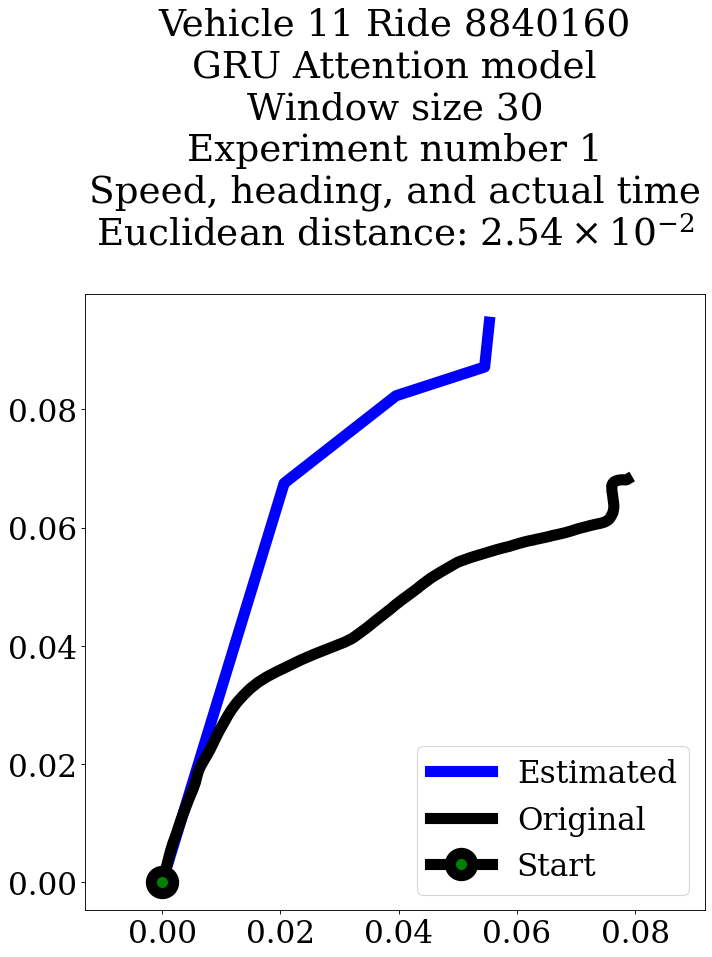 Vehicle 11 Ride 8840160
GRU Attention model
Window size 30
Experiment number 1
Speed, heading, and actual time
Euclidean distance: 2.54 × 10⁻²
0.08
0.06
0.04
0.02
0.00
Estimated
Original
Start
0.00 0.02 0.04 0.06 0.08